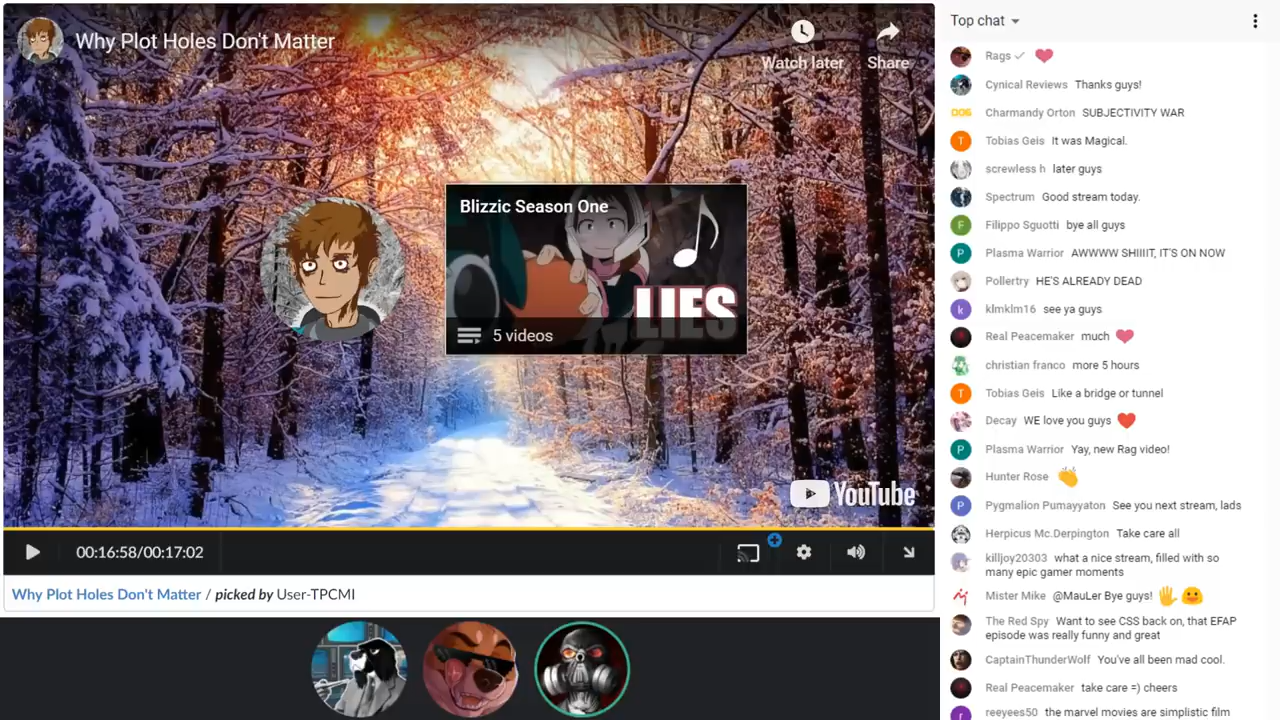 Why Plot Holes Don't Matter
Watch later
Share
Blizzic Season One
LIES
5 videos
YouTube
00:16:58/00:17:02
Why Plot Holes Don't Matter / picked by User-TPCMI
Top chat
Rags
Cynical Reviews Thanks guys!
DOG
Charmandy Orton SUBJECTIVITY WAR
T
Tobias Geis It was Magical.
screwless h later guys
Spectrum Good stream today.
F
Filippo Sguotti bye all guys
P
Plasma Warrior AWWWW SHIIIIT, IT'S ON NOW
Pollertry HE'S ALREADY DEAD
k
klmklm16 see ya guys
Real Peacemaker much
christian franco more 5 hours
T
Tobias Geis Like a bridge or tunnel
Decay WE love you guys
P
Plasma Warrior Yay, new Rag video!
Hunter Rose
P
Pygmalion Pumayyaton See you next stream, lads
Herpicus Mc.Derpington Take care all
killjoy20303 what a nice stream, filled with so
many epic gamer moments
Mister Mike @MauLer Bye guys!
The Red Spy Want to see CSS back on, that EFAP
episode was really funny and great
CaptainThunderWolf You've all been mad cool.
Real Peacemaker take care =) cheers
r
reeyees50 the marvel movies are simplistic film